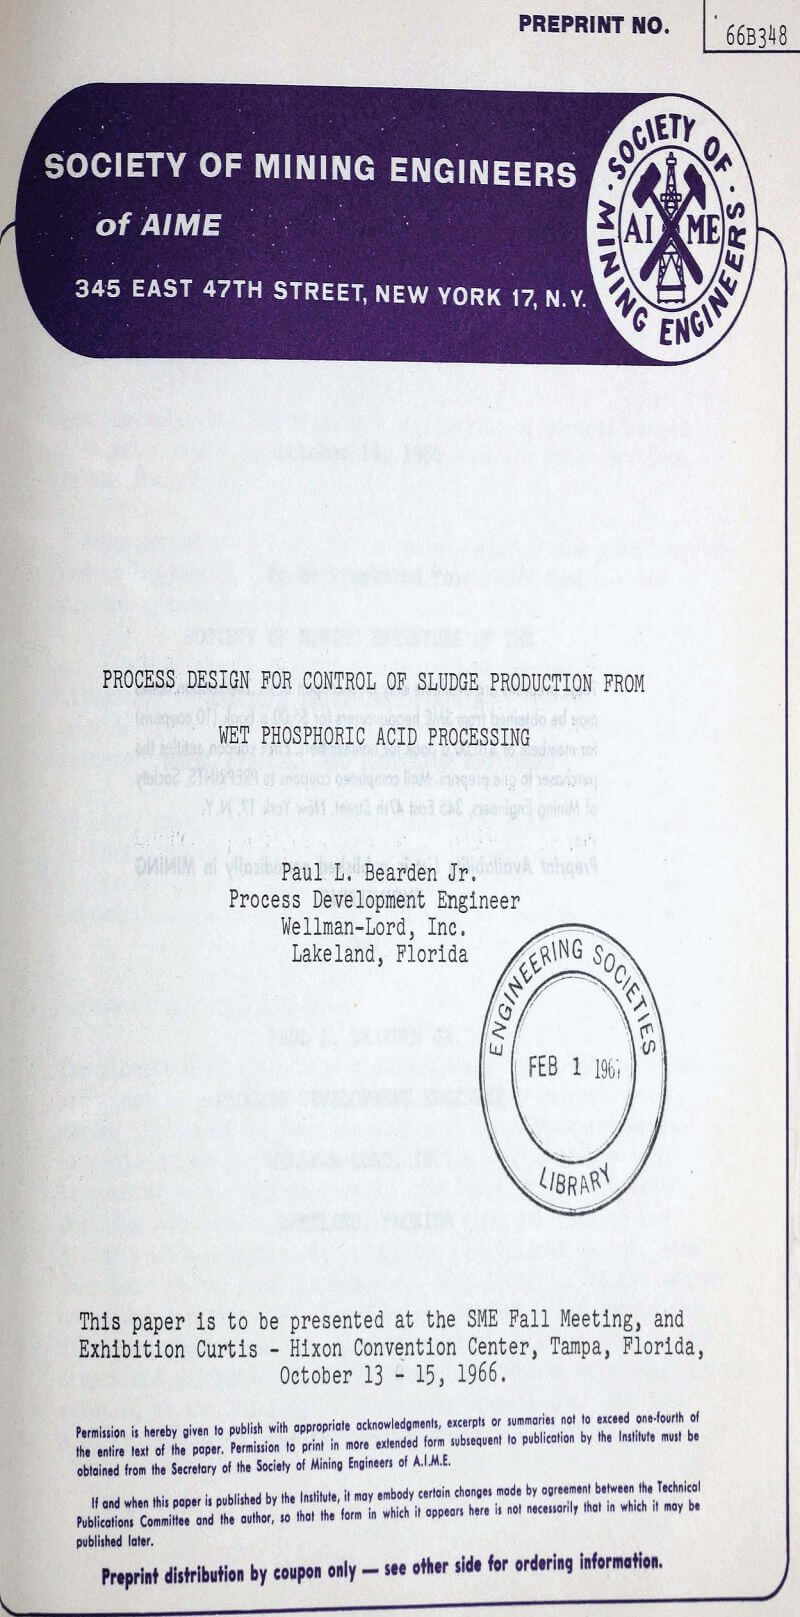 PREPRINT NO.
66B348
SOCIETY OF MINING ENGINEERS
of AIME
345 EAST 47TH STREET, NEW YORK 17, N.Y.
· SOCIETY OF · MINING ENGINEERS
AI ME
PROCESS DESIGN FOR CONTROL OF SLUDGE PRODUCTION FROM
WET PHOSPHORIC ACID PROCESSING
Paul L. Bearden Jr.
Process Development Engineer
Wellman-Lord, Inc.
Lakeland, Florida
ENGINEERING SOCIETIES
FEB 1
LIBRARY
This paper is to be presented at the SME Fall Meeting, and
Exhibition Curtis - Hixon Convention Center, Tampa, Florida,
October 13 - 15, 1966.
Permission is hereby given to publish with appropriate acknowledgments, excerpts or summaries not to exceed one-fourth of
the entire text of the paper. Permission to print in more extended form subsequent to publication by the Institute must be
obtained from the Secretary of the Society of Mining Engineers of A.I.M.E.
If and when this paper is published by the Institute, it may embody certain changes made by agreement between the Technical
Publications Committee and the author, so that the form in which it appears here is not necessarily that in which it may be
published later.
Preprint distribution by coupon only — see other side for ordering information.